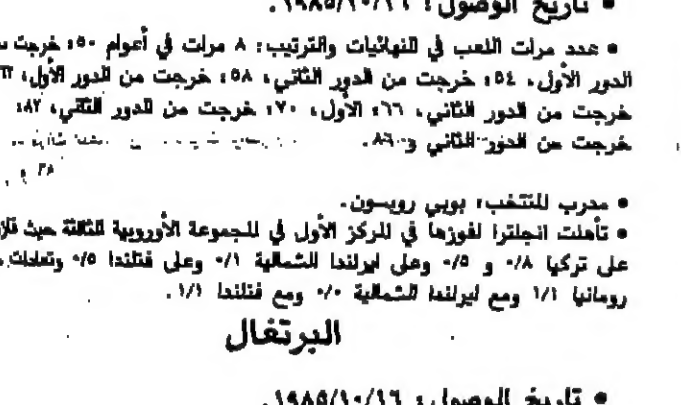 • تاريخ الوصول: ١٩٨٥/١٠/١٦.
• عدد مرات اللعب في النهائيات والترتيب: ٨ مرات في أعوام ٥٠: خرجت
الدور الأول، ٥٤: خرجت من الدور الثاني، ٥٨: خرجت من الدور الأول، ٦٢
خرجت من الدور الثاني، ٦٦: الأول، ٧٠: خرجت من الدور الثاني، ٨٢:
خرجت من الدور الثاني و ٨٦.
• مدرب المنتخب: بوبي روبسون.
• تأهلت انجلترا لفوزها في المركز الأول في المجموعة الأوروبية الثالثة حيث
على تركيا ٨/٠ و ٥/٠ وعلى ايرلندا الشمالية ١/٠ وعلى فنلندا ٥/٠ وتعادلت
رومانيا ١/١ ومع ايرلندا الشمالية ٠/٠ ومع فنلندا ١/١.
البرتغال
• تاريخ الوصول: ١٩٨٥/١٠/١٦.